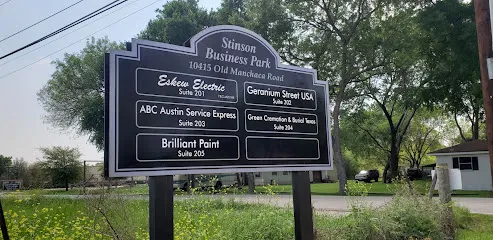 Stinson
Business Park
10415 Old Manchaca Road
Eskew Electric
Suite 201
Geranium Street USA
Suite 202
ABC Austin Service Express
Suite 203
Green Cremation & Burial Texas
Suite 204
Brilliant Paint
Suite 205